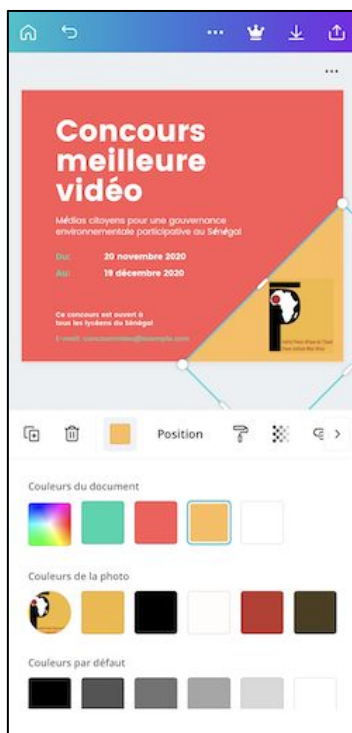 Concours
meilleure
vidéo
Médias citoyens pour une gouvernance
environnementale participative au Sénégal
Du: 20 novembre 2020
Au: 19 décembre 2020
Ce concours est ouvert à
tous les lycéens du Sénégal
E-mail:
Position
Couleurs du document
Couleurs de la photo
Couleurs par défaut